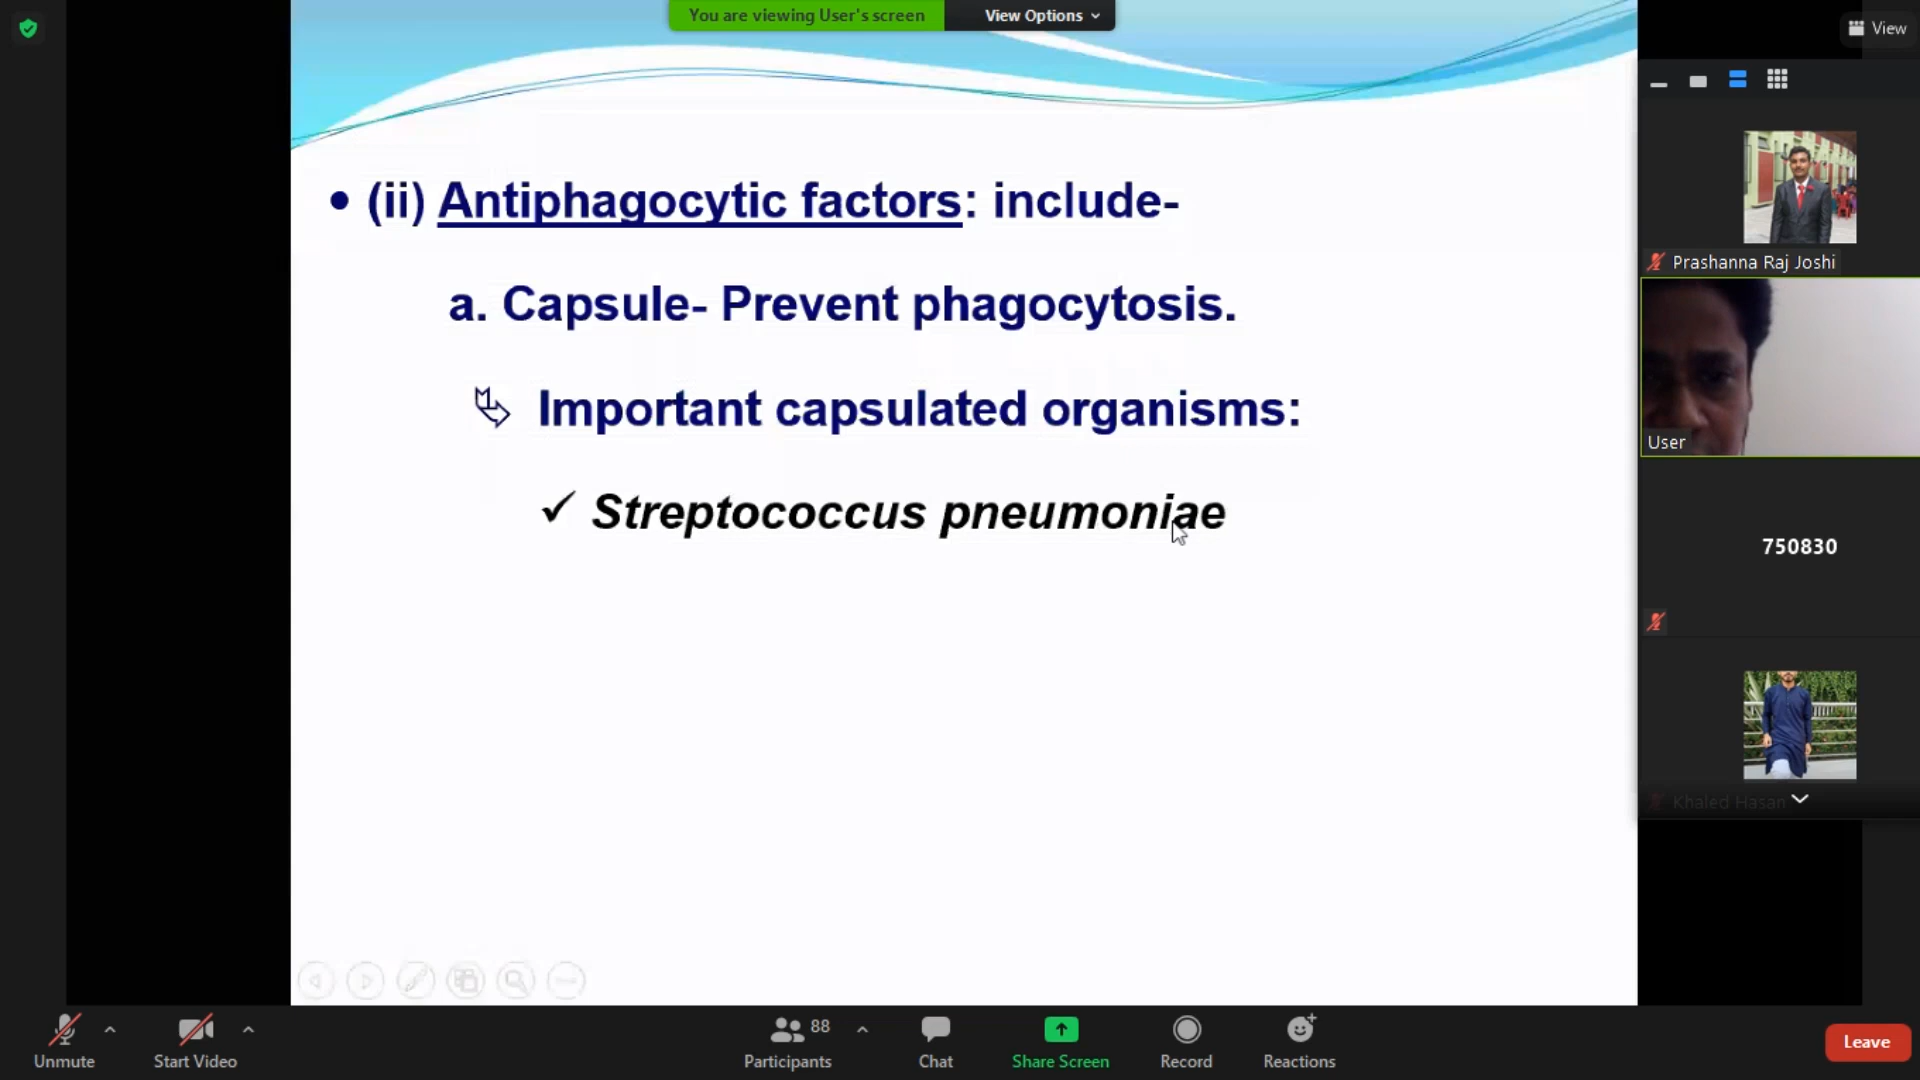 You are viewing User's screen
View Options
View
• (ii) Antiphagocytic factors: include-
a. Capsule- Prevent phagocytosis.
Important capsulated organisms:
✓ Streptococcus pneumoniae
Prashanna Raj Joshi
User
750830
Khaled Hasan
Unmute
Start Video
88
Participants
Chat
Share Screen
Record
Reactions
Leave